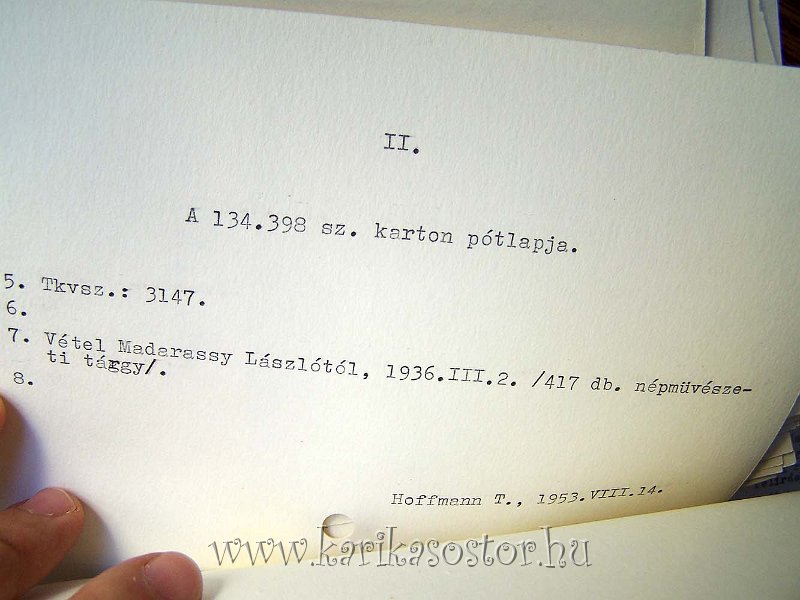 II.
A 134.398 sz. karton pótlapja.
5. Tkvsz.: 3147.
6.
7. Vétel Madarassy Lászlótól, 1936.III.2. /417 db. népmüvésze-
ti tárgy/.
8.
Hoffmann T., 1953.VIII.14.
www.karikasostor.hu